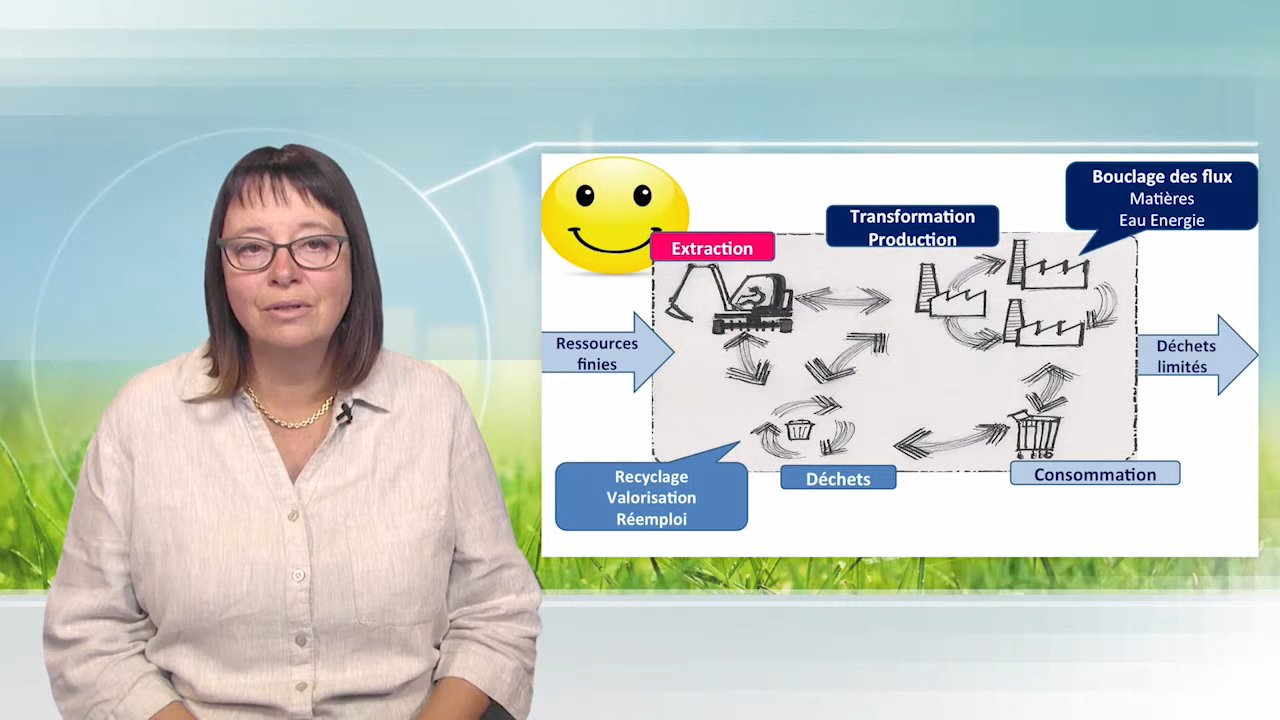 Extraction
Transformation
Production
Bouclage des flux
Matières
Eau Energie
Ressources
finies
Déchets
limités
Recyclage
Valorisation
Réemploi
Déchets
Consommation